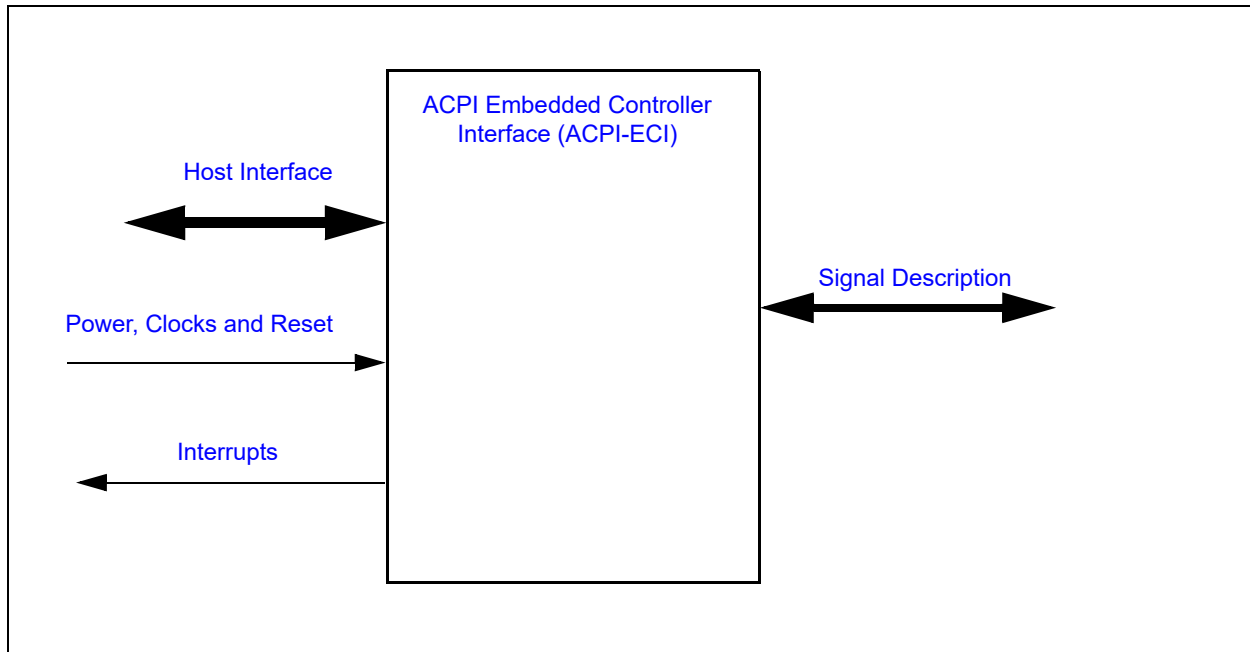 ACPI Embedded Controller
Interface (ACPI-ECI)
Host Interface
Signal Description
Power, Clocks and Reset
Interrupts